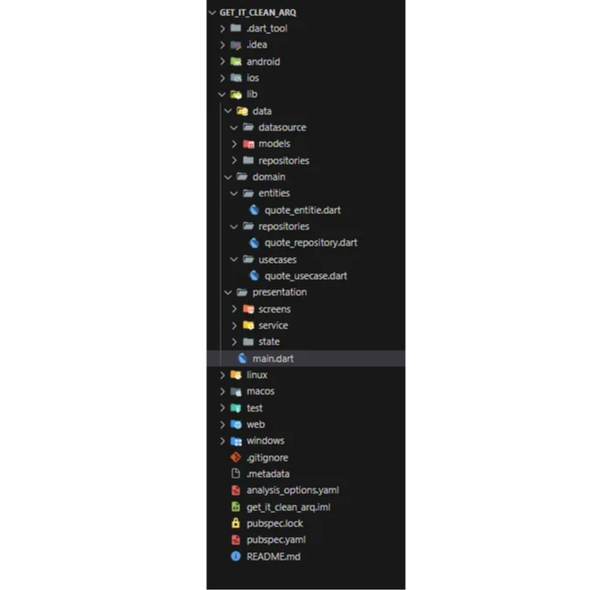 GET_IT_CLEAN_ARQ
.dart_tool
.idea
android
ios
lib
data
datasource
models
repositories
domain
entities
quote_entitie.dart
repositories
quote_repository.dart
usecases
quote_usecase.dart
presentation
screens
service
state
main.dart
linux
macos
test
web
windows
.gitignore
.metadata
analysis_options.yaml
get_it_clean_arq.iml
pubspec.lock
pubspec.yaml
README.md